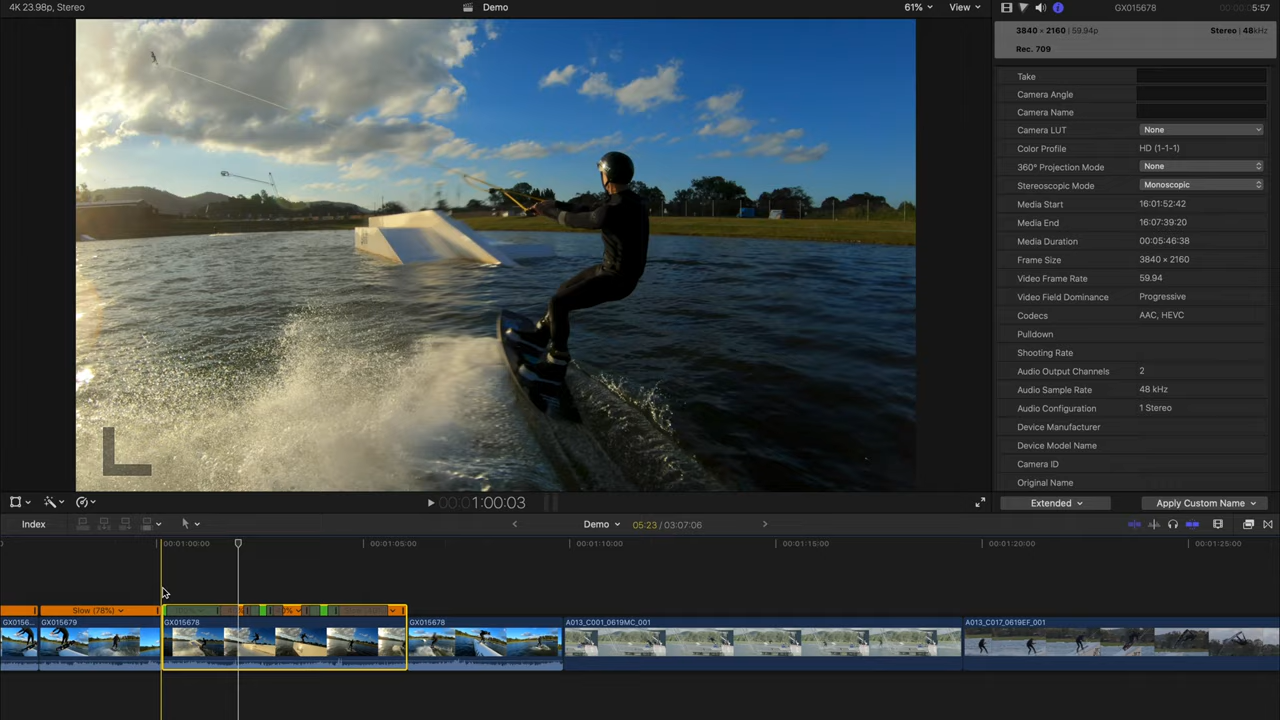 4K 23.98p, Stereo
Demo
61%
View
GX015678
5:57
3840 × 2160 | 59.94p
Stereo | 48kHz
Rec. 709
Take
Camera Angle
Camera Name
Camera LUT
None
Color Profile
HD (1-1-1)
360° Projection Mode
None
Stereoscopic Mode
Monoscopic
Media Start
16:01:52:42
Media End
16:07:39:20
Media Duration
00:05:46:38
Frame Size
3840 × 2160
Video Frame Rate
59.94
Video Field Dominance
Progressive
Codecs
AAC, HEVC
Pulldown
Shooting Rate
Audio Output Channels
2
Audio Sample Rate
48 kHz
Audio Configuration
1 Stereo
Device Manufacturer
Device Model Name
Camera ID
Original Name
00:00:01:00:03
Extended
Apply Custom Name
Index
Demo
05:23 / 03:07:06
00:01:00:00
00:01:05:00
00:01:10:00
00:01:15:00
00:01:20:00
00:01:25:00
Slow (78%)
GX0156...
GX015679
GX015678
GX015678
A013_C001_0619MC_001
A013_C017_0619EF_001